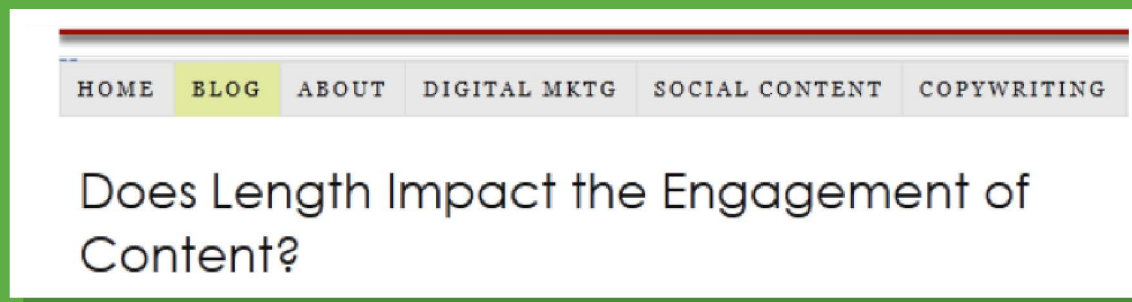 HOME BLOG ABOUT DIGITAL MKTG SOCIAL CONTENT COPYWRITING
Does Length Impact the Engagement of
Content?